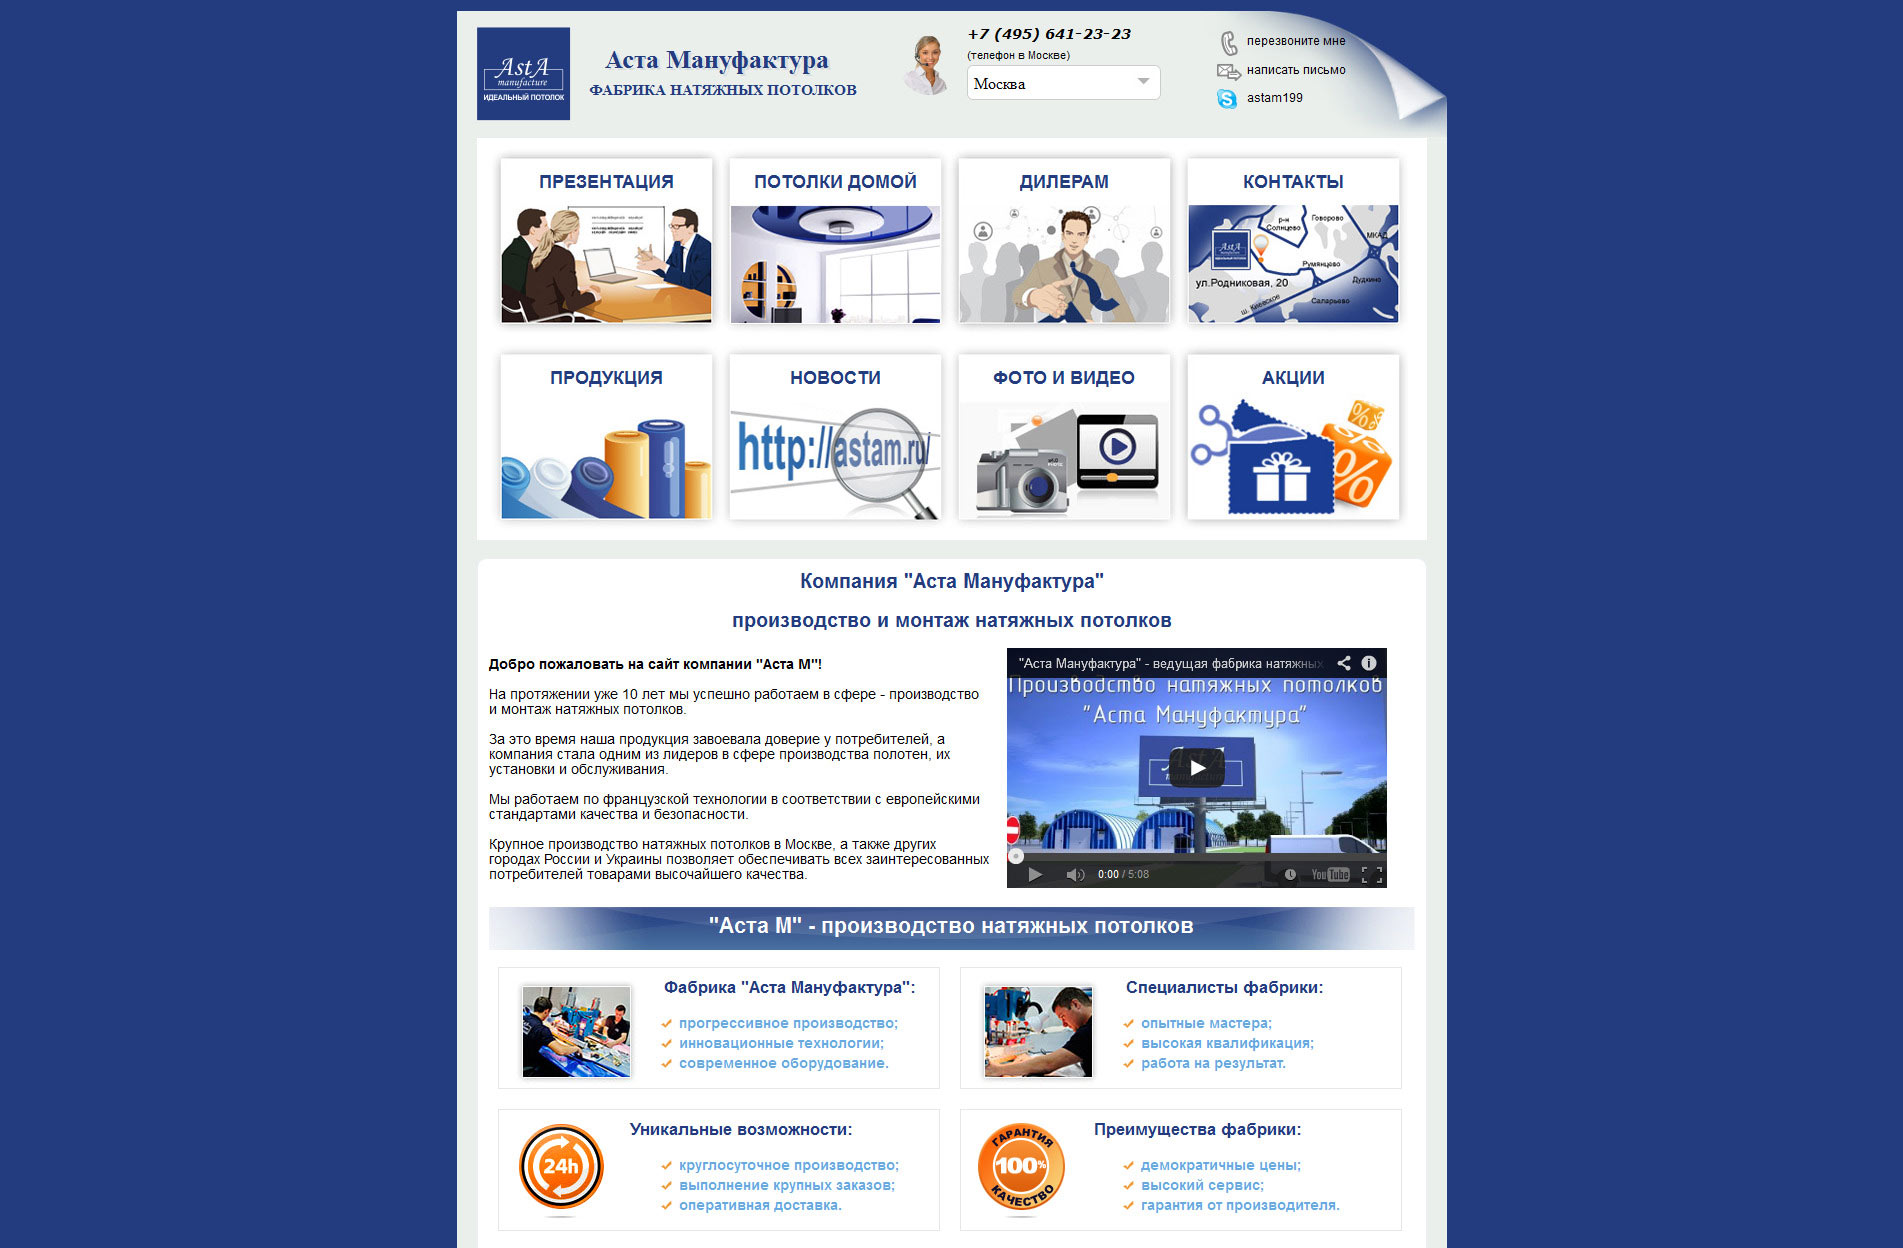 AstA
manufacture
ИДЕАЛЬНЫЙ ПОТОЛОК
Аста Мануфактура
ФАБРИКА НАТЯЖНЫХ ПОТОЛКОВ
+7 (495) 641-23-23
(телефон в Москве)
Москва
перезвоните мне
написать письмо
astam199
ПРЕЗЕНТАЦИЯ
ПОТОЛКИ ДОМОЙ
ДИЛЕРАМ
КОНТАКТЫ
р-н
Солнцево
Говорово
МКАД
AstA
Румянцево
Дудкино
ул.Родниковая, 20
ш. Киевское
Саларьево
ПРОДУКЦИЯ
НОВОСТИ
ФОТО И ВИДЕО
АКЦИИ
http://astam.ru/
%%
%
%
Компания "Аста Мануфактура"
производство и монтаж натяжных потолков
Добро пожаловать на сайт компании "Аста М"!
На протяжении уже 10 лет мы успешно работаем в сфере - производство
и монтаж натяжных потолков.
За это время наша продукция завоевала доверие у потребителей, а
компания стала одним из лидеров в сфере производства полотен, их
установки и обслуживания.
Мы работаем по французской технологии в соответствии с европейскими
стандартами качества и безопасности.
Крупное производство натяжных потолков в Москве, а также других
городах России и Украины позволяет обеспечивать всех заинтересованных
потребителей товарами высочайшего качества.
"Аста Мануфактура" - ведущая фабрика натяжных
Производство натяжных потолков
"Аста Мануфактура"
AstA
manufacture
0:00 / 5:08
YouTube
"Аста М" - производство натяжных потолков
Фабрика "Аста Мануфактура":
прогрессивное производство;
инновационные технологии;
современное оборудование.
Специалисты фабрики:
опытные мастера;
высокая квалификация;
работа на результат.
24h
Уникальные возможности:
круглосуточное производство;
выполнение крупных заказов;
оперативная доставка.
ГАРАНТИЯ
100%
КАЧЕСТВО
Преимущества фабрики:
демократичные цены;
высокий сервис;
гарантия от производителя.